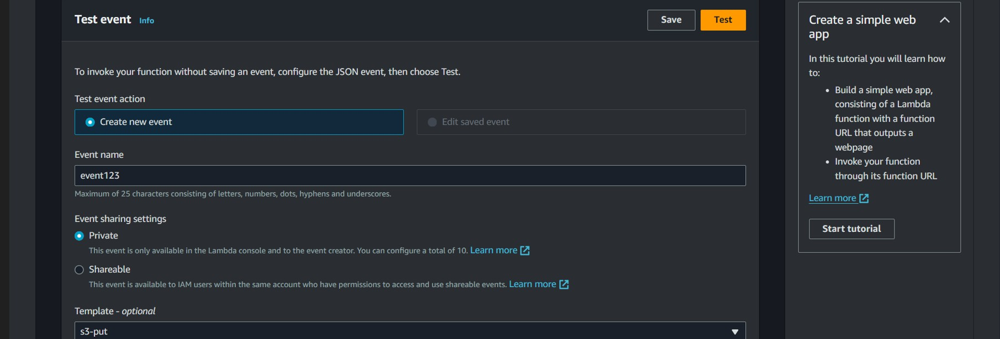 Test event Info
Save
Test
To invoke your function without saving an event, configure the JSON event, then choose Test.
Test event action
Create new event
Edit saved event
Event name
event123
Maximum of 25 characters consisting of letters, numbers, dots, hyphens and underscores.
Event sharing settings
Private
This event is only available in the Lambda console and to the event creator. You can configure a total of 10. Learn more
Shareable
This event is available to IAM users within the same account who have permissions to access and use shareable events. Learn more
Template - optional
s3-put
Create a simple web
app
In this tutorial you will learn how
to:
• Build a simple web app,
consisting of a Lambda
function with a function
URL that outputs a
webpage
• Invoke your function
through its function URL
Learn more
Start tutorial